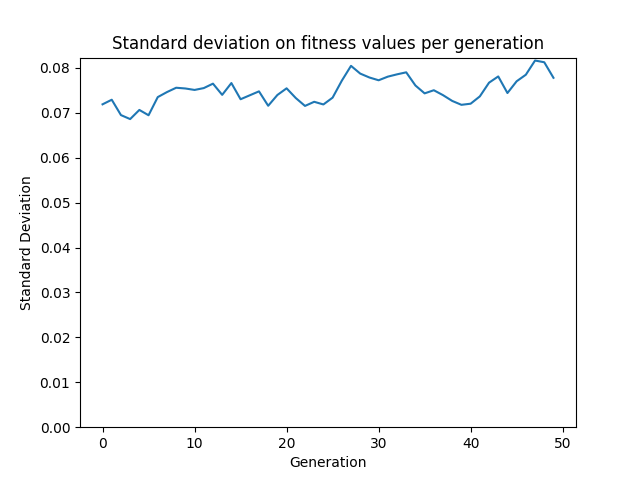 Standard deviation on fitness values per generation
0.08
0.07
0.06
0.05
0.04
0.03
0.02
0.01
0.00
Standard Deviation
0 10 20 30 40 50
Generation